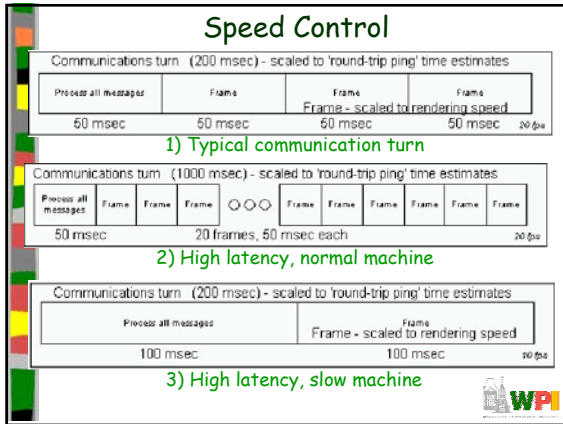 Speed Control
Communications turn (200 msec) - scaled to 'round-trip ping' time estimates
Process all messages Frame Frame Frame
Frame - scaled to rendering speed
50 msec 50 msec 50 msec 50 msec 20 fps
1) Typical communication turn
Communications turn (1000 msec) - scaled to 'round-trip ping' time estimates
Process all messages Frame Frame Frame Frame Frame Frame Frame Frame Frame
50 msec 20 frames, 50 msec each 20 fps
2) High latency, normal machine
Communications turn (200 msec) - scaled to 'round-trip ping' time estimates
Process all messages Frame
Frame - scaled to rendering speed
100 msec 100 msec 10 fps
3) High latency, slow machine
WPI